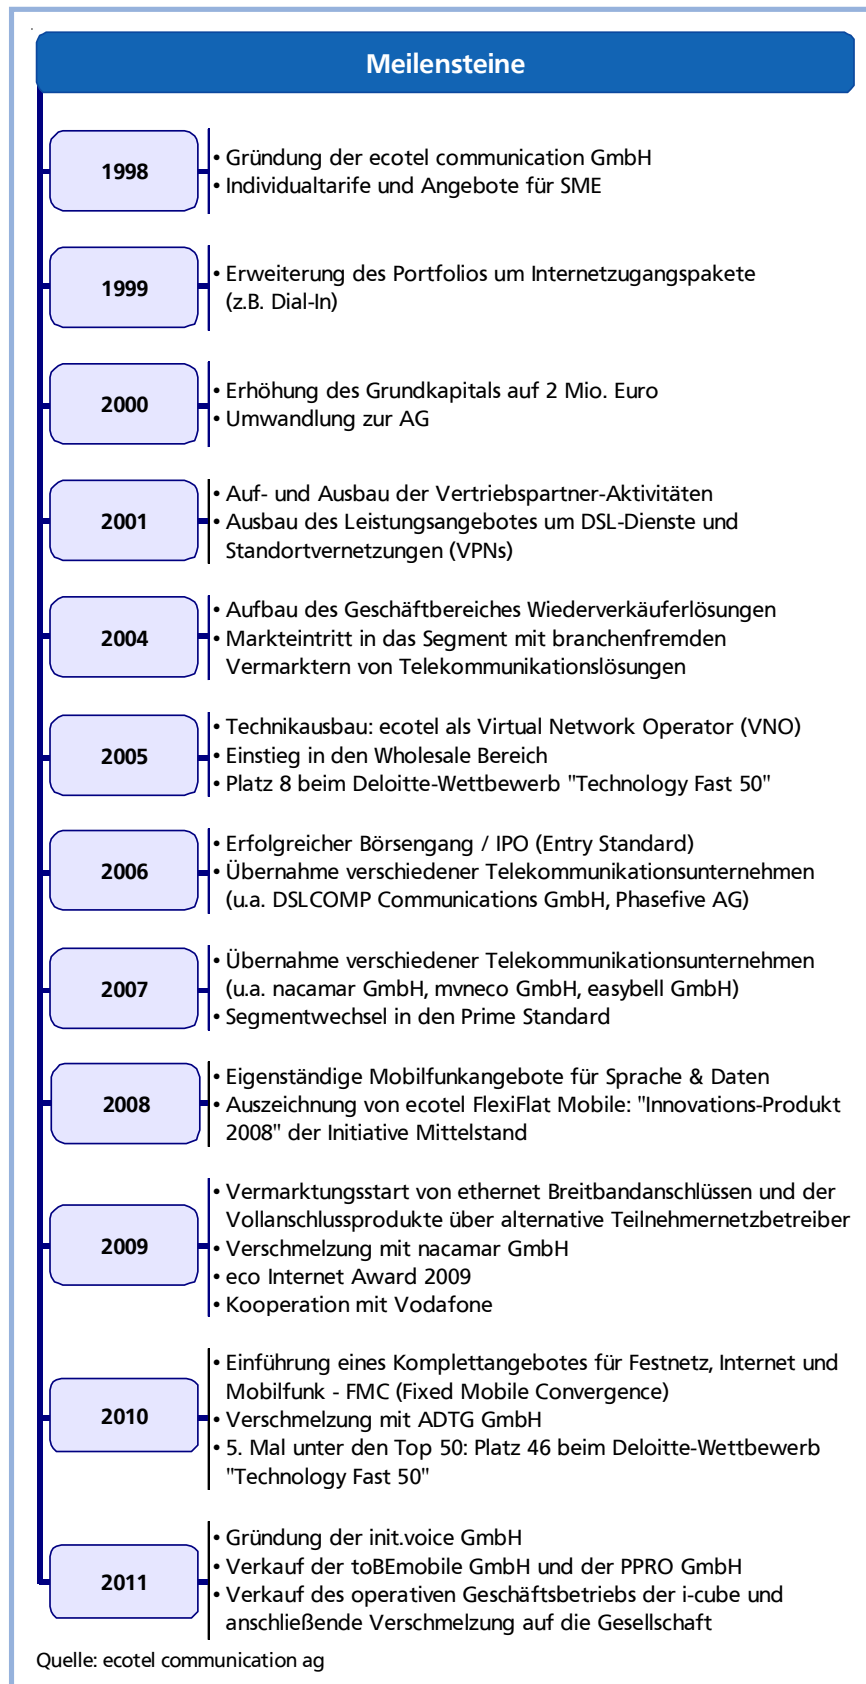 Meilensteine
1998
• Gründung der ecotel communication GmbH
• Individualtarife und Angebote für SME
1999
• Erweiterung des Portfolios um Internetzugangspakete
(z.B. Dial-In)
2000
• Erhöhung des Grundkapitals auf 2 Mio. Euro
• Umwandlung zur AG
2001
• Auf- und Ausbau der Vertriebspartner-Aktivitäten
• Ausbau des Leistungsangebotes um DSL-Dienste und
Standortvernetzungen (VPNs)
2004
• Aufbau des Geschäftbereiches Wiederverkäuferlösungen
• Markteintritt in das Segment mit branchenfremden
Vermarktern von Telekommunikationslösungen
2005
• Technikausbau: ecotel als Virtual Network Operator (VNO)
• Einstieg in den Wholesale Bereich
• Platz 8 beim Deloitte-Wettbewerb "Technology Fast 50"
2006
• Erfolgreicher Börsengang / IPO (Entry Standard)
• Übernahme verschiedener Telekommunikationsunternehmen
(u.a. DSLCOMP Communications GmbH, Phasefive AG)
2007
• Übernahme verschiedener Telekommunikationsunternehmen
(u.a. nacamar GmbH, mvneco GmbH, easybell GmbH)
• Segmentwechsel in den Prime Standard
2008
• Eigenständige Mobilfunkangebote für Sprache & Daten
• Auszeichnung von ecotel FlexiFlat Mobile: "Innovations-Produkt
2008" der Initiative Mittelstand
2009
• Vermarktungsstart von ethernet Breitbandanschlüssen und der
Vollanschlussprodukte über alternative Teilnehmernetzbetreiber
• Verschmelzung mit nacamar GmbH
• eco Internet Award 2009
• Kooperation mit Vodafone
2010
• Einführung eines Komplettangebotes für Festnetz, Internet und
Mobilfunk - FMC (Fixed Mobile Convergence)
• Verschmelzung mit ADTG GmbH
• 5. Mal unter den Top 50: Platz 46 beim Deloitte-Wettbewerb
"Technology Fast 50"
2011
• Gründung der init.voice GmbH
• Verkauf der toBEmobile GmbH und der PPRO GmbH
• Verkauf des operativen Geschäftsbetriebs der i-cube und
anschließende Verschmelzung auf die Gesellschaft
Quelle: ecotel communication ag